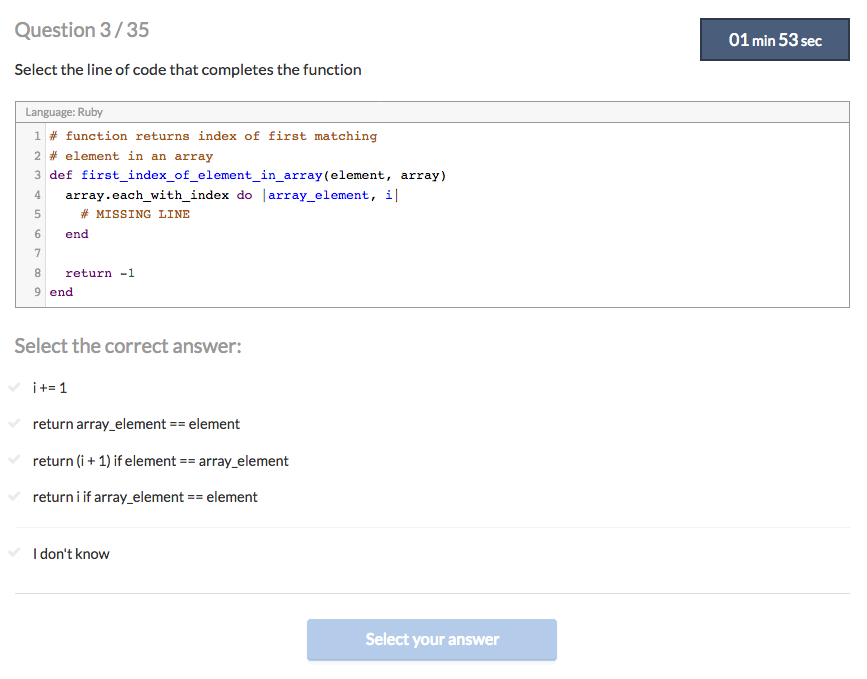 Question 3 / 35
01 min 53 sec
Select the line of code that completes the function
Language: Ruby
1 # function returns index of first matching
2 # element in an array
3 def first_index_of_element_in_array(element, array)
4   array.each_with_index do |array_element, i|
5     # MISSING LINE
6   end
7
8   return -1
9 end
Select the correct answer:
i += 1
return array_element == element
return (i + 1) if element == array_element
return i if array_element == element
I don't know
Select your answer